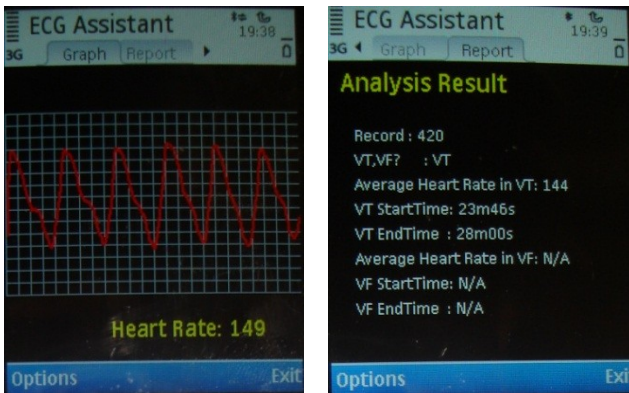 ECG Assistant
19:38
3G Graph Report
Heart Rate: 149
Options Exit
ECG Assistant
19:39
3G Graph Report
Analysis Result
Record : 420
VT,VF? : VT
Average Heart Rate in VT: 144
VT StartTime: 23m46s
VT EndTime : 28m00s
Average Heart Rate in VF: N/A
VF StartTime: N/A
VF EndTime : N/A
Options Exi